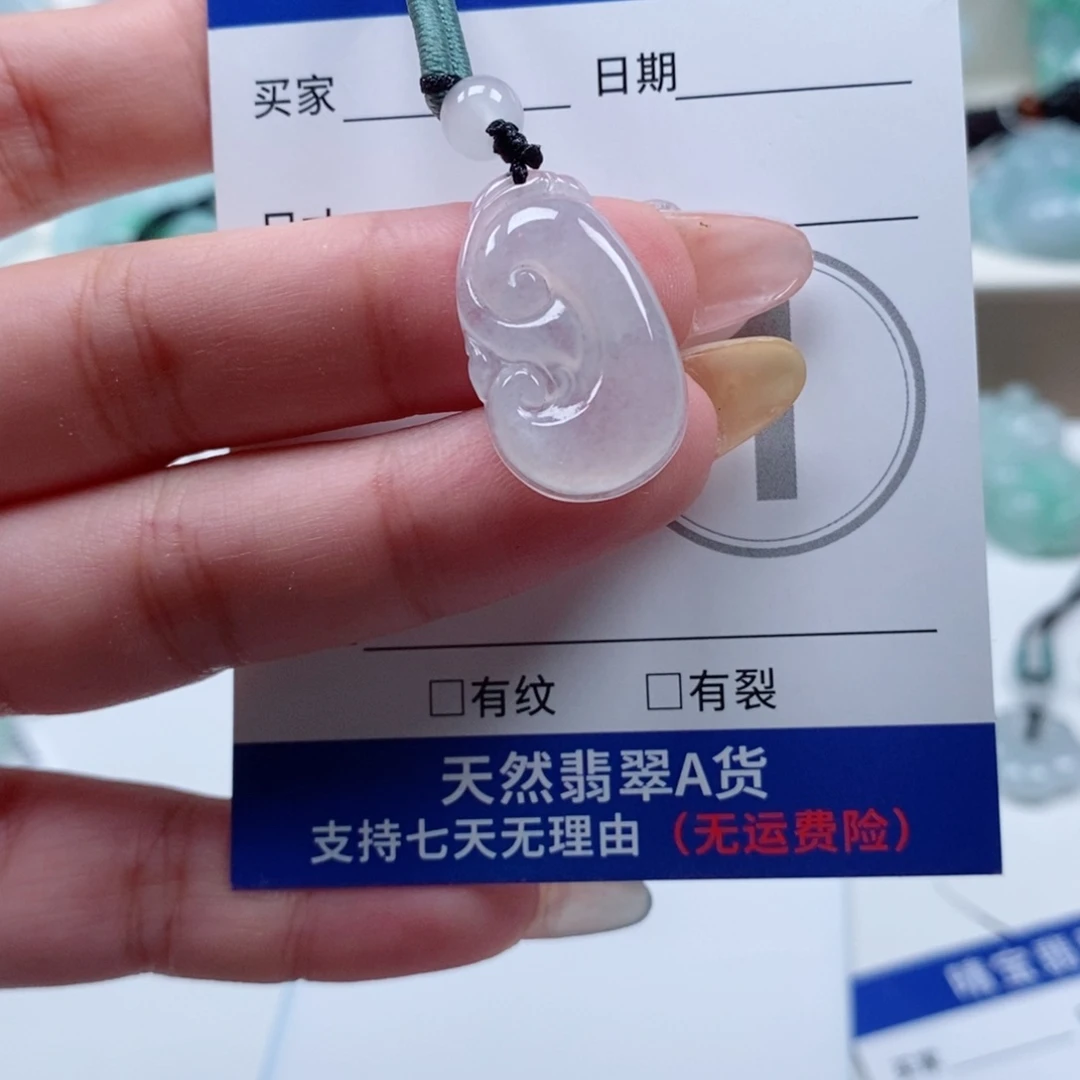 买家 日期
1
□有纹 □有裂
天然翡翠A货
支持七天无理由（无运费险）